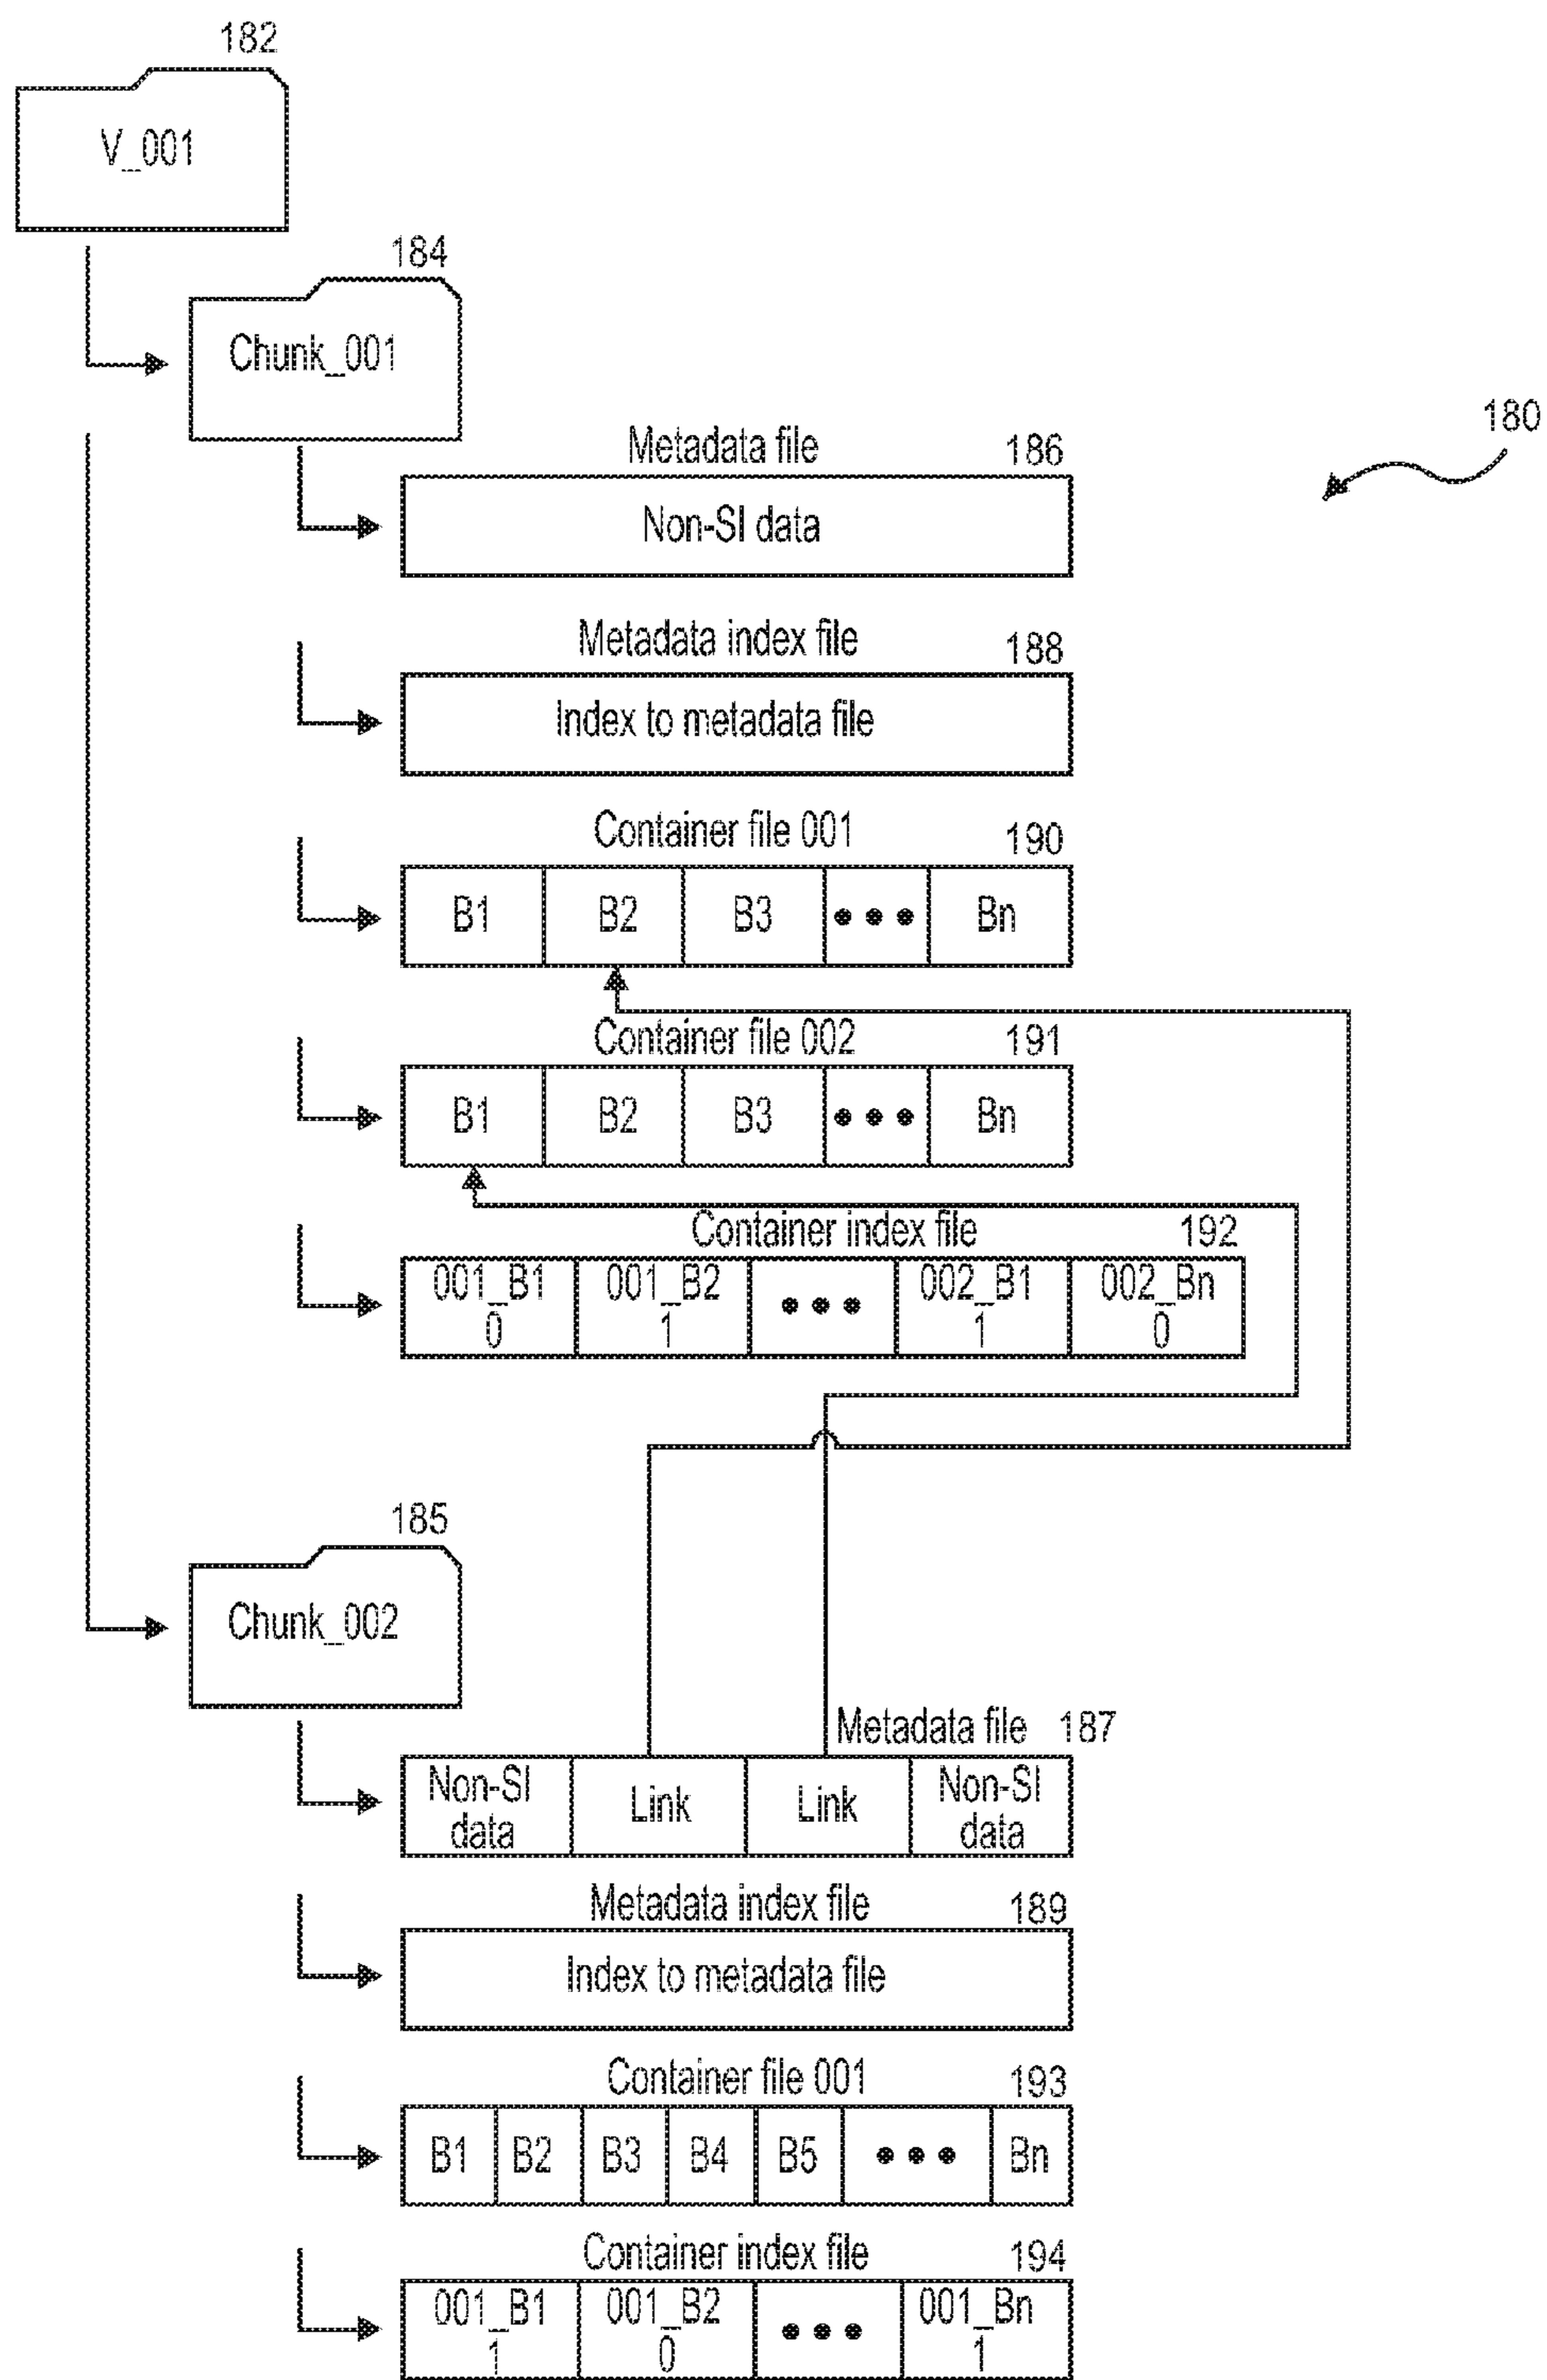 182
V_001
184
Chunk_001
180
Metadada file 186
Non-SI data
Metadada index file 188
Index to metadata file
Container file 001 190
B1 B2 B3 ••• Bn
Container file 002 191
B1 B2 B3 ••• Bn
Container index file 192
001_B1 001_B2 ••• 002_B1 002_Bn
0 1 1 0
185
Chunk_002
Metadata file 187
Non-SI Link Link Non-SI
data data
Metadata index file 189
Index to metadata file
Container file 001 193
B1 B2 B3 B4 B5 ••• Bn
Container index file 194
001_B1 001_B2 ••• 001_Bn
1 0 1